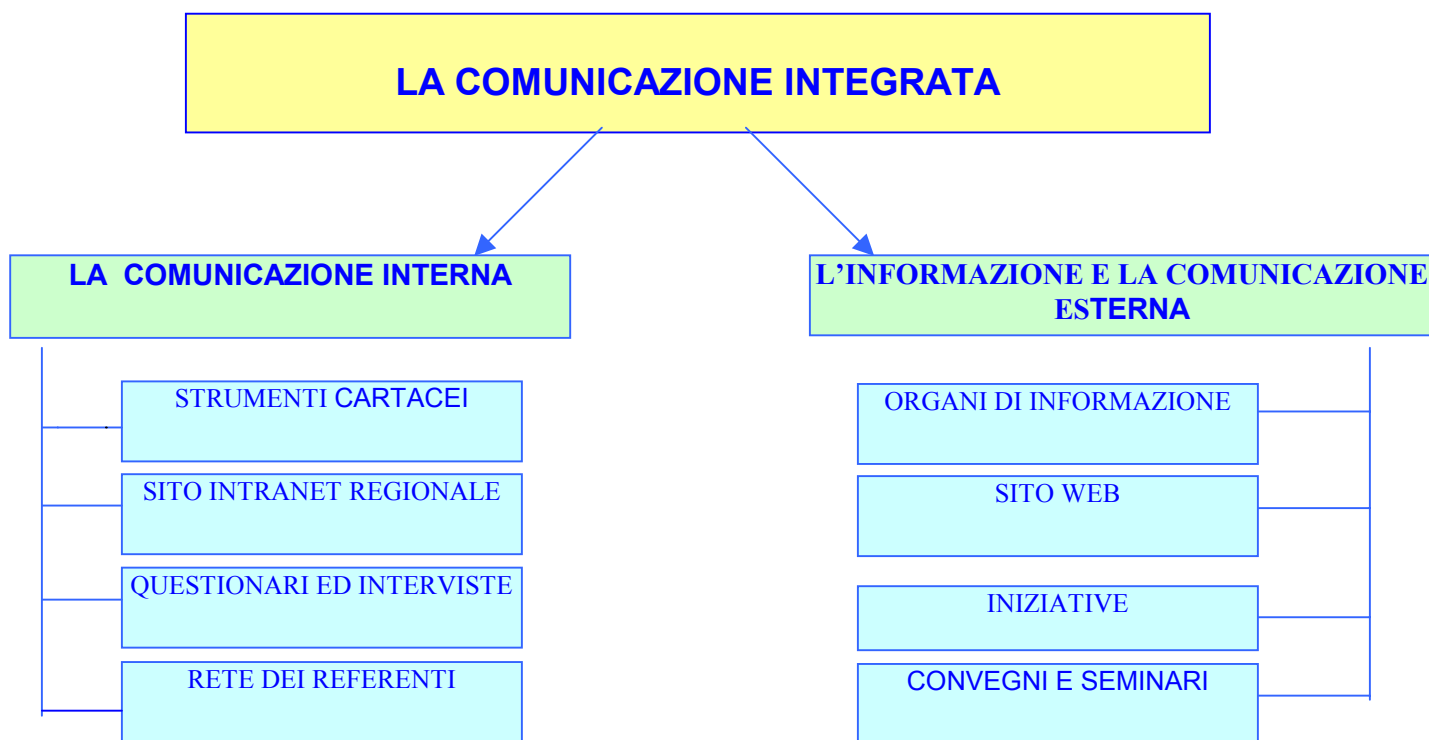 LA COMUNICAZIONE INTEGRATA
LA COMUNICAZIONE INTERNA
STRUMENTI CARTACEI
SITO INTRANET REGIONALE
QUESTIONARI ED INTERVISTE
RETE DEI REFERENTI
L’INFORMAZIONE E LA COMUNICAZIONE
ESTERNA
ORGANI DI INFORMAZIONE
SITO WEB
INIZIATIVE
CONVEGNI E SEMINARI